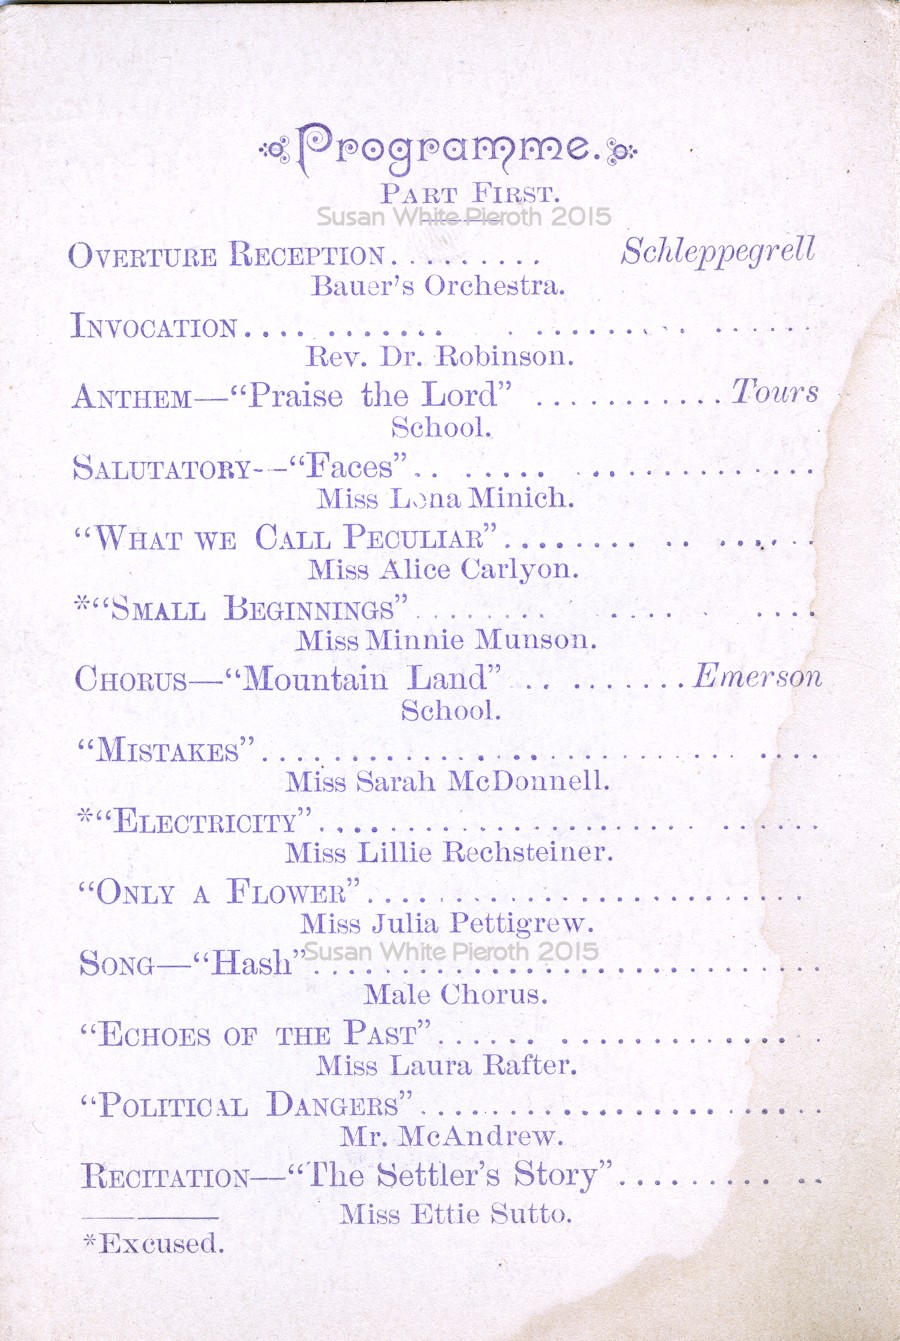 Programme.
PART FIRST.
Susan White Pieroth 2015
OVERTURE RECEPTION......... Schleppegrell
Bauer's Orchestra.
INVOCATION.... ....... . ........... ......
Rev. Dr. Robinson.
ANTHEM—“Praise the Lord” ........... Tours
School.
SALUTATORY--“Faces”.. ..... .............
Miss Lena Minich.
“WHAT WE CALL PECULIAR”........ .. ......
Miss Alice Carlyon.
*“SMALL BEGINNINGS”........ .... . ....
Miss Minnie Munson.
CHORUS—“Mountain Land” .. ....... Emerson
School.
“MISTAKES”................ .......... ....
Miss Sarah McDonnell.
*“ELECTRICITY”..................... ......
Miss Lillie Rechsteiner.
“ONLY A FLOWER”.........................
Miss Julia Pettigrew.
Susan White Pieroth 2015
SONG—“Hash”.............................
Male Chorus.
“ECHOES OF THE PAST”...... ............. .
Miss Laura Rafter.
“POLITICAL DANGERS”.......................
Mr. McAndrew.
RECITATION—“The Settler's Story”......... ..
Miss Ettie Sutto.
*Excused.